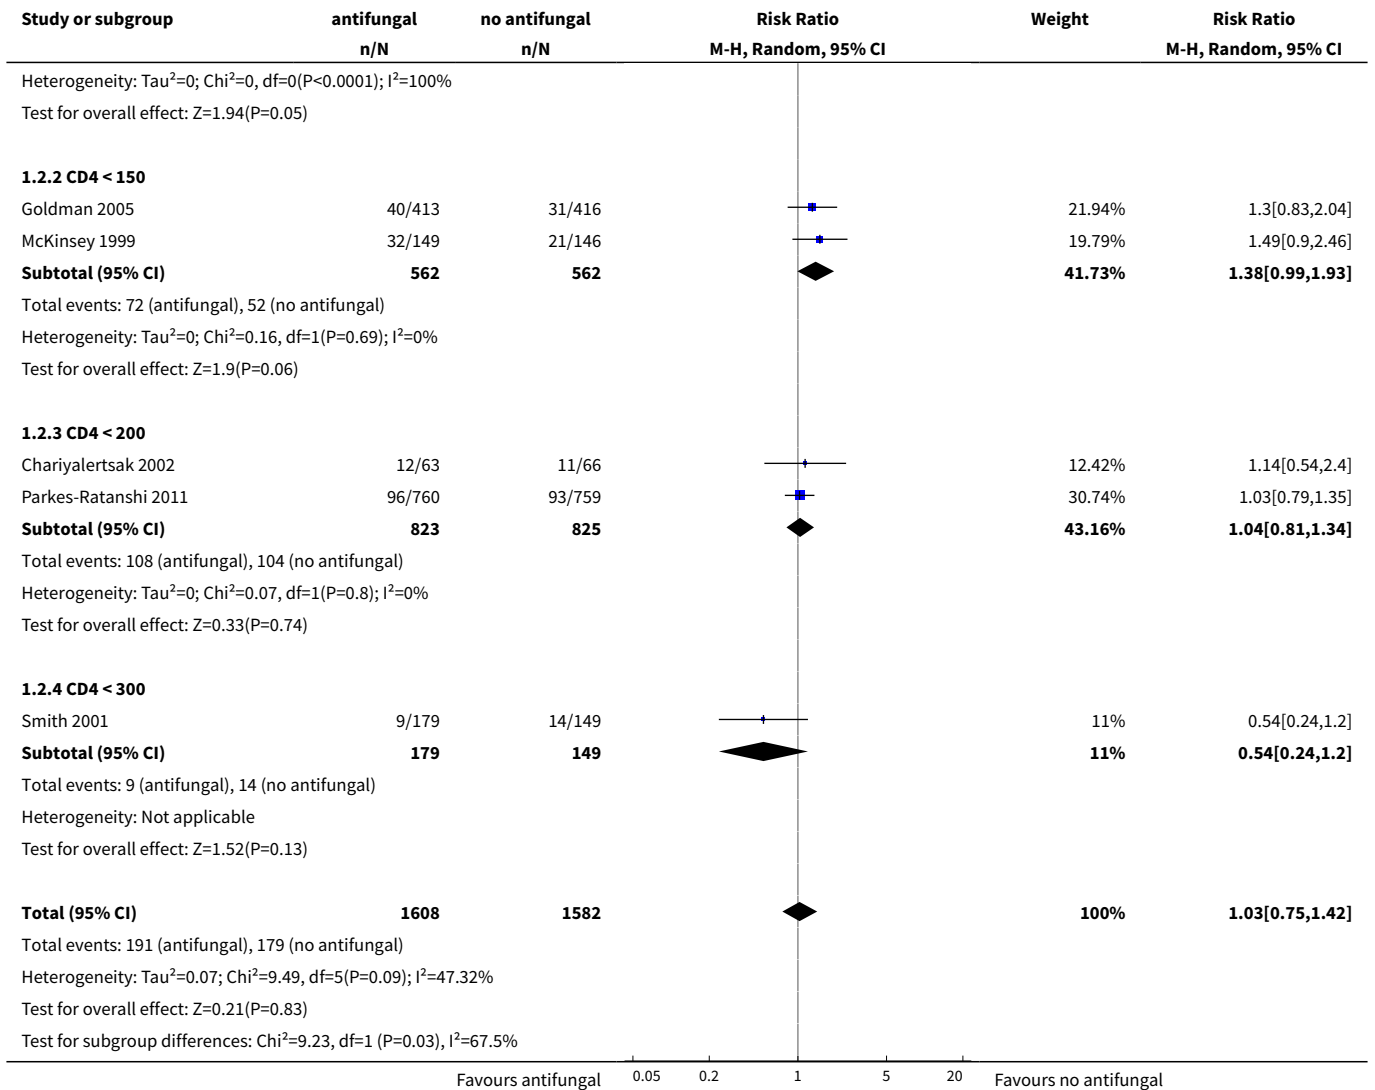 Study or subgroup antifungal no antifungal Risk Ratio Weight Risk Ratio
n/N n/N M-H, Random, 95% CI M-H, Random, 95% CI
Heterogeneity: Tau²=0; Chi²=0, df=0(P<0.0001); I²=100%
Test for overall effect: Z=1.94(P=0.05)
1.2.2 CD4 < 150
Goldman 2005 40/413 31/416 21.94% 1.3[0.83,2.04]
McKinsey 1999 32/149 21/146 19.79% 1.49[0.9,2.46]
Subtotal (95% CI) 562 562 41.73% 1.38[0.99,1.93]
Total events: 72 (antifungal), 52 (no antifungal)
Heterogeneity: Tau²=0; Chi²=0.16, df=1(P=0.69); I²=0%
Test for overall effect: Z=1.9(P=0.06)
1.2.3 CD4 < 200
Chariyalertsak 2002 12/63 11/66 12.42% 1.14[0.54,2.4]
Parkes-Ratanshi 2011 96/760 93/759 30.74% 1.03[0.79,1.35]
Subtotal (95% CI) 823 825 43.16% 1.04[0.81,1.34]
Total events: 108 (antifungal), 104 (no antifungal)
Heterogeneity: Tau²=0; Chi²=0.07, df=1(P=0.8); I²=0%
Test for overall effect: Z=0.33(P=0.74)
1.2.4 CD4 < 300
Smith 2001 9/179 14/149 11% 0.54[0.24,1.2]
Subtotal (95% CI) 179 149 11% 0.54[0.24,1.2]
Total events: 9 (antifungal), 14 (no antifungal)
Heterogeneity: Not applicable
Test for overall effect: Z=1.52(P=0.13)
Total (95% CI) 1608 1582 100% 1.03[0.75,1.42]
Total events: 191 (antifungal), 179 (no antifungal)
Heterogeneity: Tau²=0.07; Chi²=9.49, df=5(P=0.09); I²=47.32%
Test for overall effect: Z=0.21(P=0.83)
Test for subgroup differences: Chi²=9.23, df=1 (P=0.03), I²=67.5%
Favours antifungal 0.05 0.2 1 5 20 Favours no antifungal